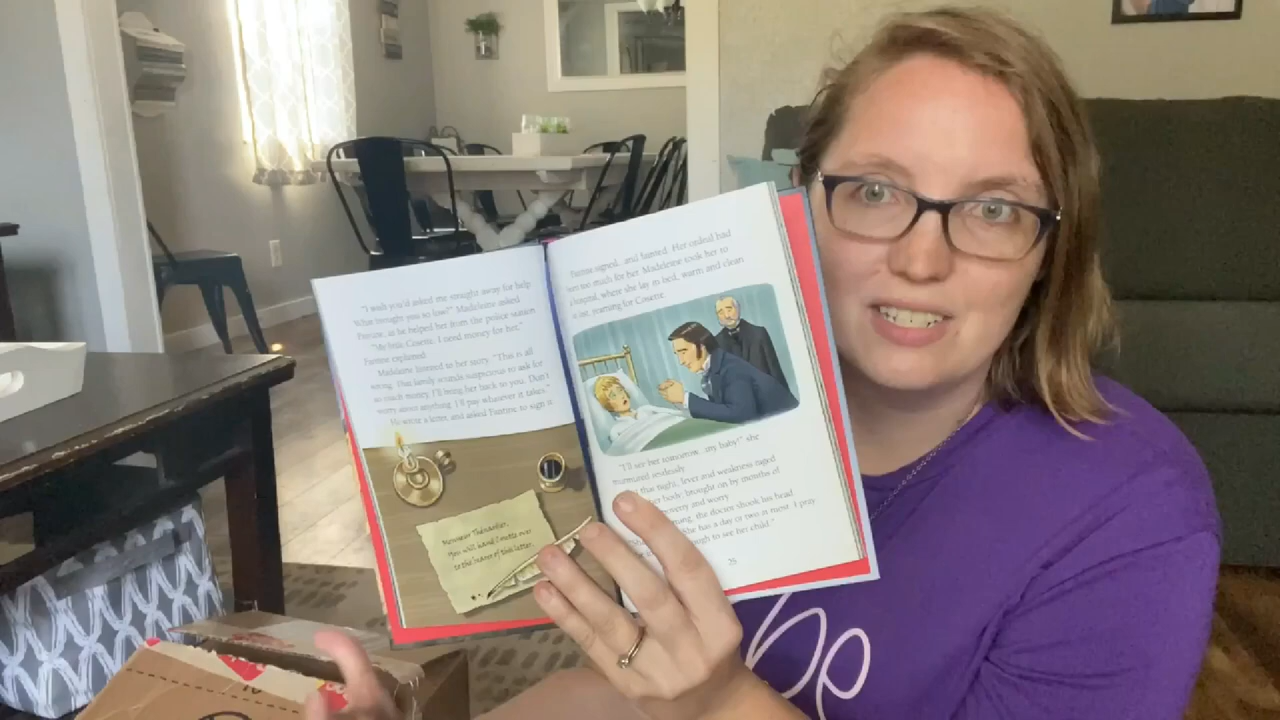 "I wish you'd asked me straight away for help.
What brought you so low?" Madeleine asked
Fantine, as he helped her from the police station.
"My little Cosette. I need money for her,"
Fantine explained.
Madeleine listened to her story. "This is all
wrong. That family sounds suspicious to ask for
so much money. I'll bring her back to you. Don't
worry about anything. I'll pay whatever it takes."
He wrote a letter, and asked Fantine to sign it.
Monsieur Thénardier,
You will hand Cosette over
to the bearer of this letter.
Fantine signed, and fainted. Her ordeal had
been too much for her. Madeleine took her to
hospital, where she lay in bed, warm and clean
at last, yearning for Cosette.
"I'll see her tomorrow, my baby!" she
murmured restlessly.
that night, fever and weakness raged
her body, brought on by months of
poverty and worry.
the doctor shook his head
"She has a day or two at most. I pray
enough to see her child."
25
be